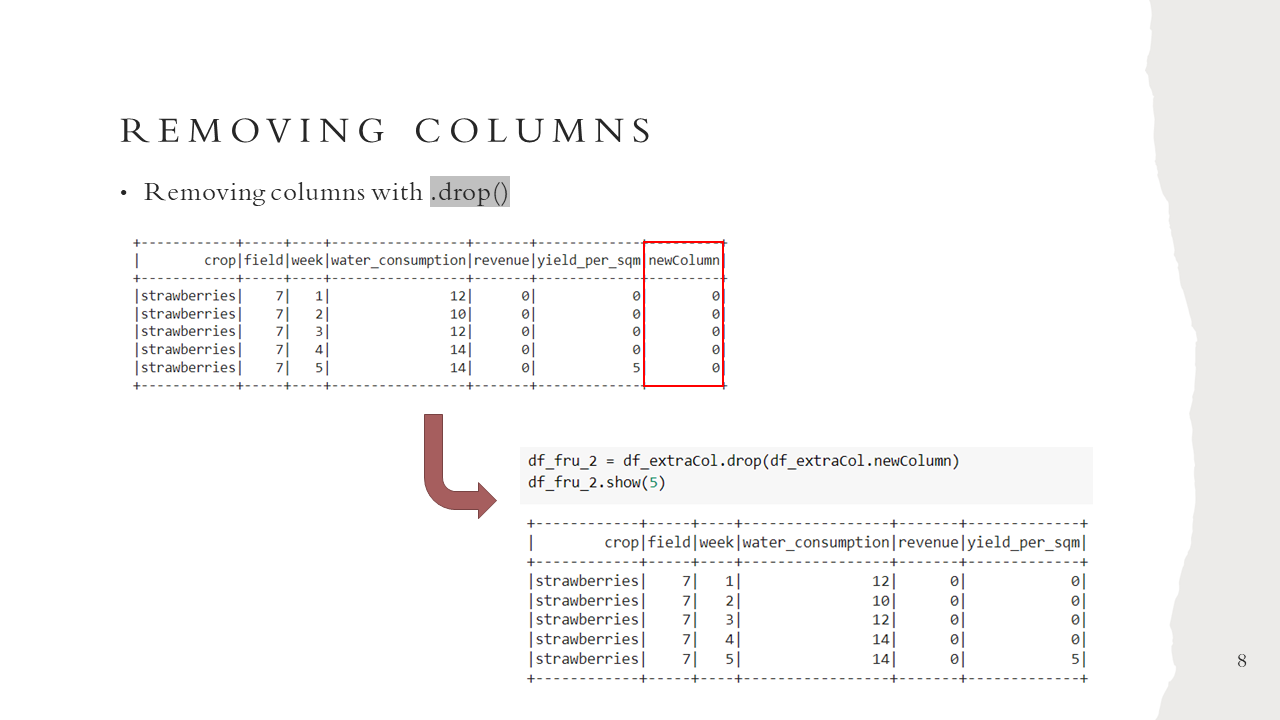 REMOVING COLUMNS
• Removing columns with .drop()
+------------+-----+----+-----------------+-------+-------------+---------+
|        crop|field|week|water_consumption|revenue|yield_per_sqm|newColumn|
+------------+-----+----+-----------------+-------+-------------+---------+
|strawberries|    7|   1|               12|      0|            0|        0|
|strawberries|    7|   2|               10|      0|            0|        0|
|strawberries|    7|   3|               12|      0|            0|        0|
|strawberries|    7|   4|               14|      0|            0|        0|
|strawberries|    7|   5|               14|      0|            5|        0|
+------------+-----+----+-----------------+-------+-------------+---------+
df_fru_2 = df_extraCol.drop(df_extraCol.newColumn)
df_fru_2.show(5)
+------------+-----+----+-----------------+-------+-------------+
|        crop|field|week|water_consumption|revenue|yield_per_sqm|
+------------+-----+----+-----------------+-------+-------------+
|strawberries|    7|   1|               12|      0|            0|
|strawberries|    7|   2|               10|      0|            0|
|strawberries|    7|   3|               12|      0|            0|
|strawberries|    7|   4|               14|      0|            0|
|strawberries|    7|   5|               14|      0|            5|
+------------+-----+----+-----------------+-------+-------------+
8